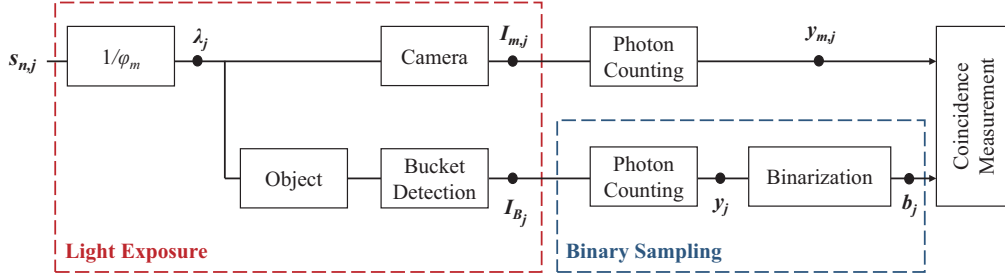 s_{n,j}
1/φ_m
λ_j
Camera
I_{m,j}
Photon
Counting
y_{m,j}
Coincidence
Measurement
Object
Bucket
Detection
I_{B_j}
Photon
Counting
y_j
Binarization
b_j
Light Exposure
Binary Sampling